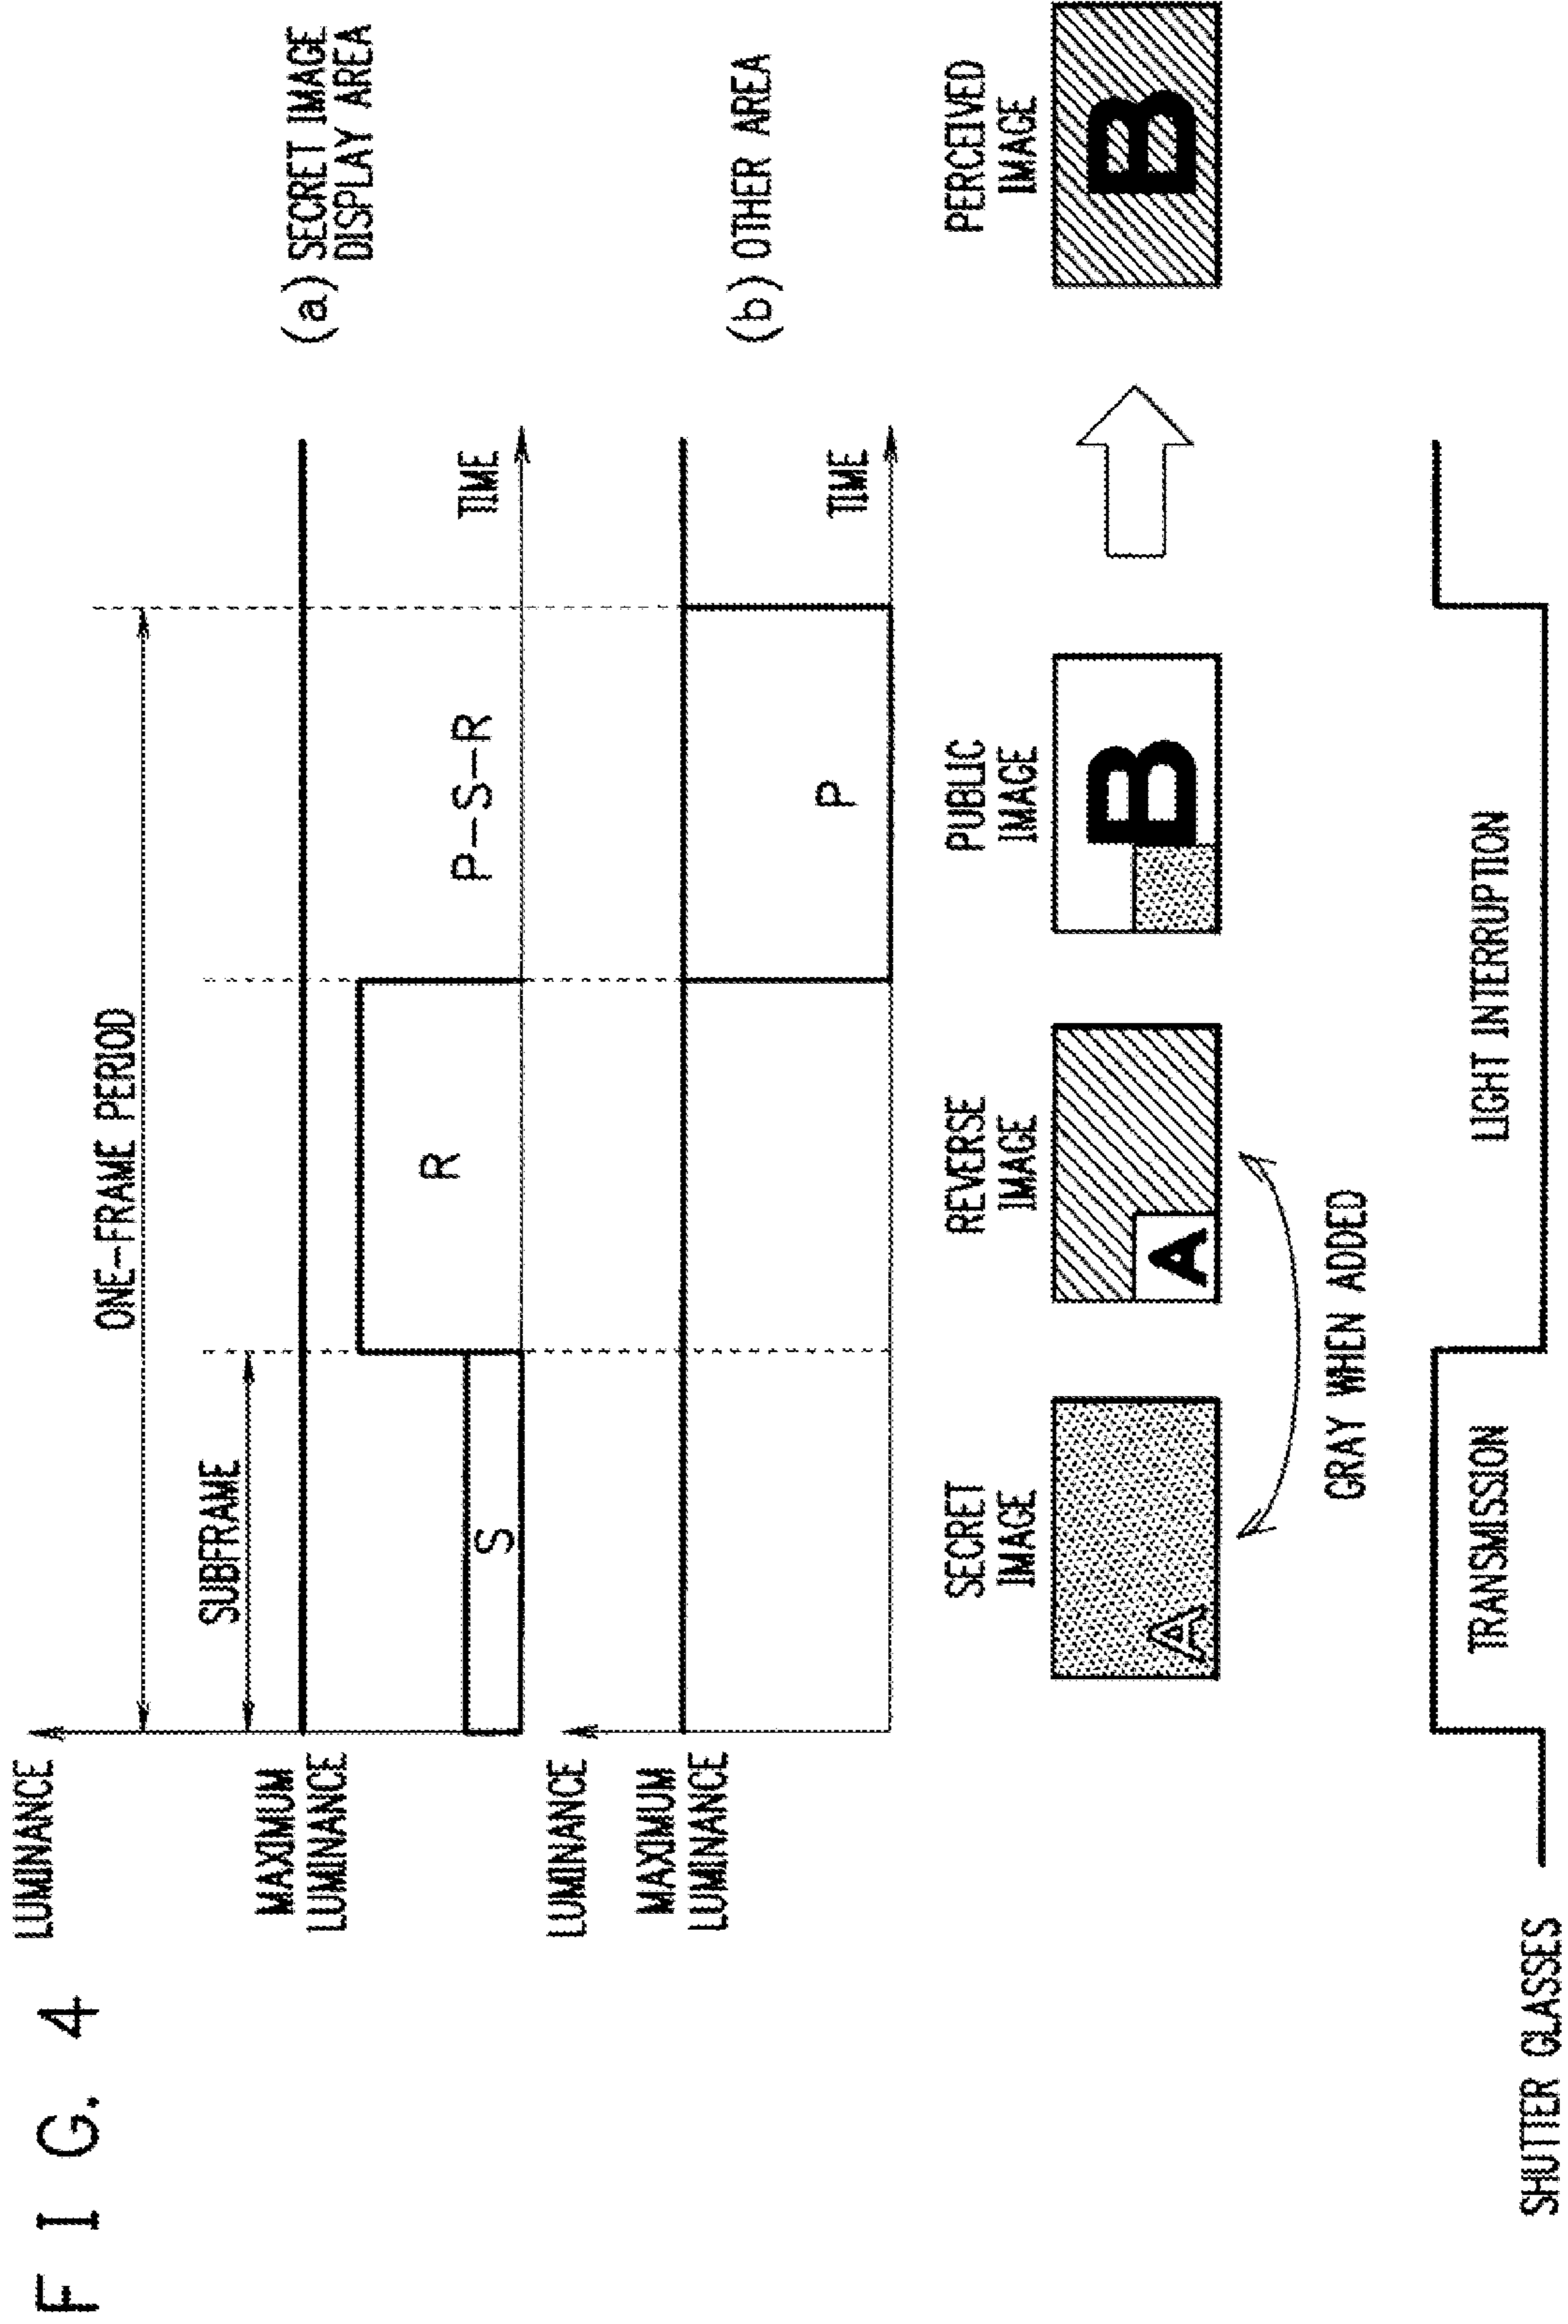 FIG. 4
LUMINANCE
ONE-FRAME PERIOD
SUBFRAME
MAXIMUM
LUMINANCE
(a) SECRET IMAGE
DISPLAY AREA
S
R
P-S-R
TIME
LUMINANCE
MAXIMUM
LUMINANCE
(b) OTHER AREA
P
TIME
SECRET
IMAGE
REVERSE
IMAGE
PUBLIC
IMAGE
PERCEIVED
IMAGE
A
A
B
B
GRAY WHEN ADDED
TRANSMISSION
LIGHT INTERRUPTION
SHUTTER GLASSES